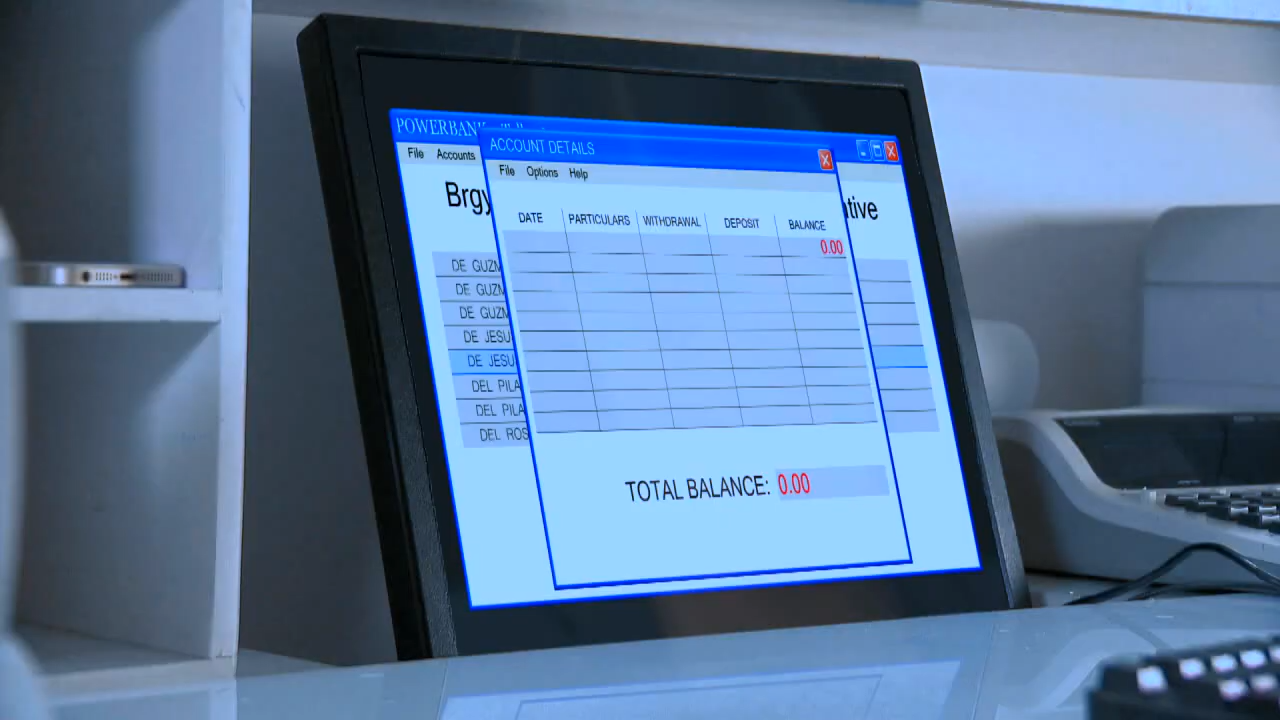 POWERBANK
ACCOUNT DETAILS
File Accounts
File Options Help
Brgy
ative
DATE PARTICULARS WITHDRAWAL DEPOSIT BALANCE
0.00
DE GUZM
DE GUZM
DE GUZM
DE JESU
DE JESU
DEL PILA
DEL PILA
DEL ROS
TOTAL BALANCE: 0.00